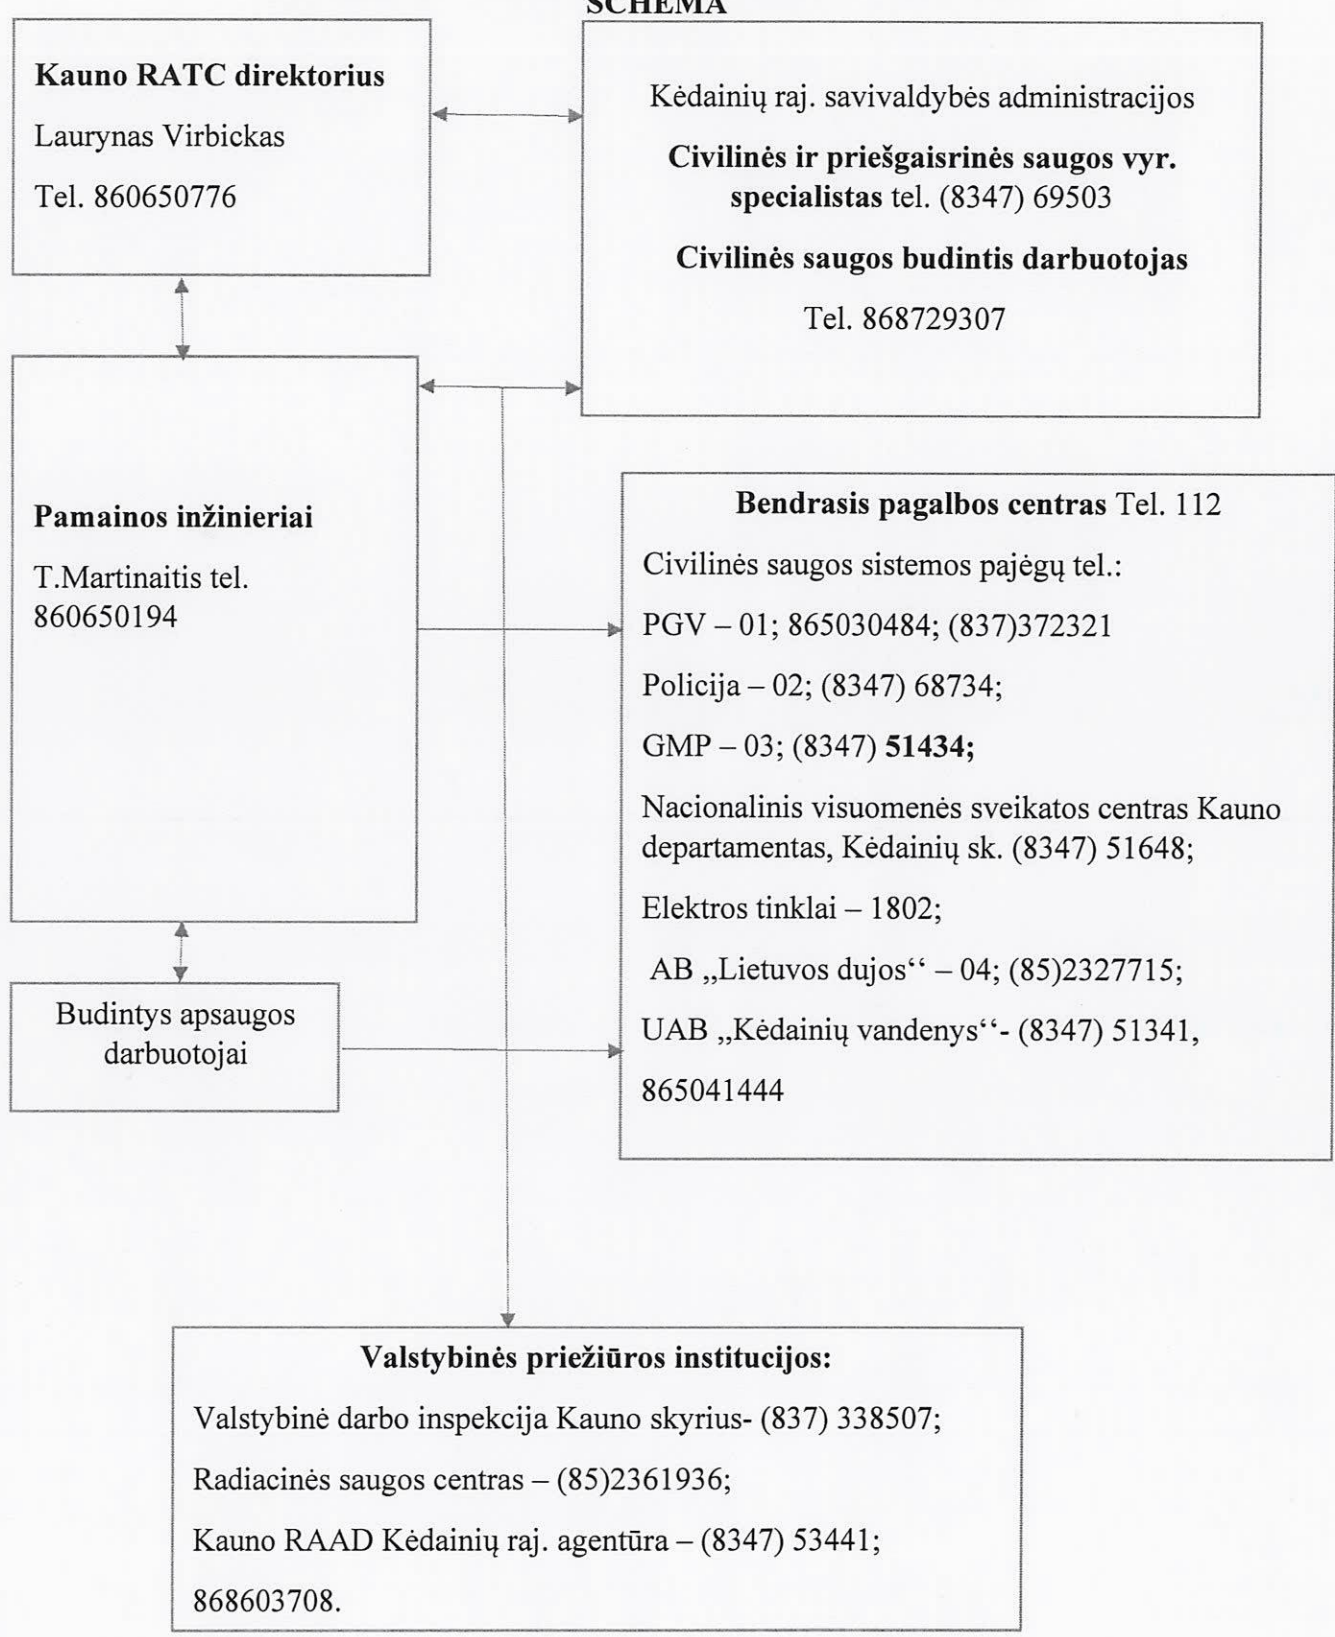 SCHEMA
Kauno RATC direktorius
Laurynas Virbickas
Tel. 860650776
Kėdainių raj. savivaldybės administracijos
Civilinės ir priešgaisrinės saugos vyr.
specialistas tel. (8347) 69503
Civilinės saugos budintis darbuotojas
Tel. 868729307
Pamainos inžinieriai
T.Martinaitis tel.
860650194
Bendrasis pagalbos centras Tel. 112
Civilinės saugos sistemos pajėgų tel.:
PGV – 01; 865030484; (837)372321
Policija – 02; (8347) 68734;
GMP – 03; (8347) 51434;
Nacionalinis visuomenės sveikatos centras Kauno
departamentas, Kėdainių sk. (8347) 51648;
Elektros tinklai – 1802;
AB „Lietuvos dujos“ – 04; (85)2327715;
UAB „Kėdainių vandenys“- (8347) 51341,
865041444
Budintys apsaugos
darbuotojai
Valstybinės priežiūros institucijos:
Valstybinė darbo inspekcija Kauno skyrius- (837) 338507;
Radiacinės saugos centras – (85)2361936;
Kauno RAAD Kėdainių raj. agentūra – (8347) 53441;
868603708.